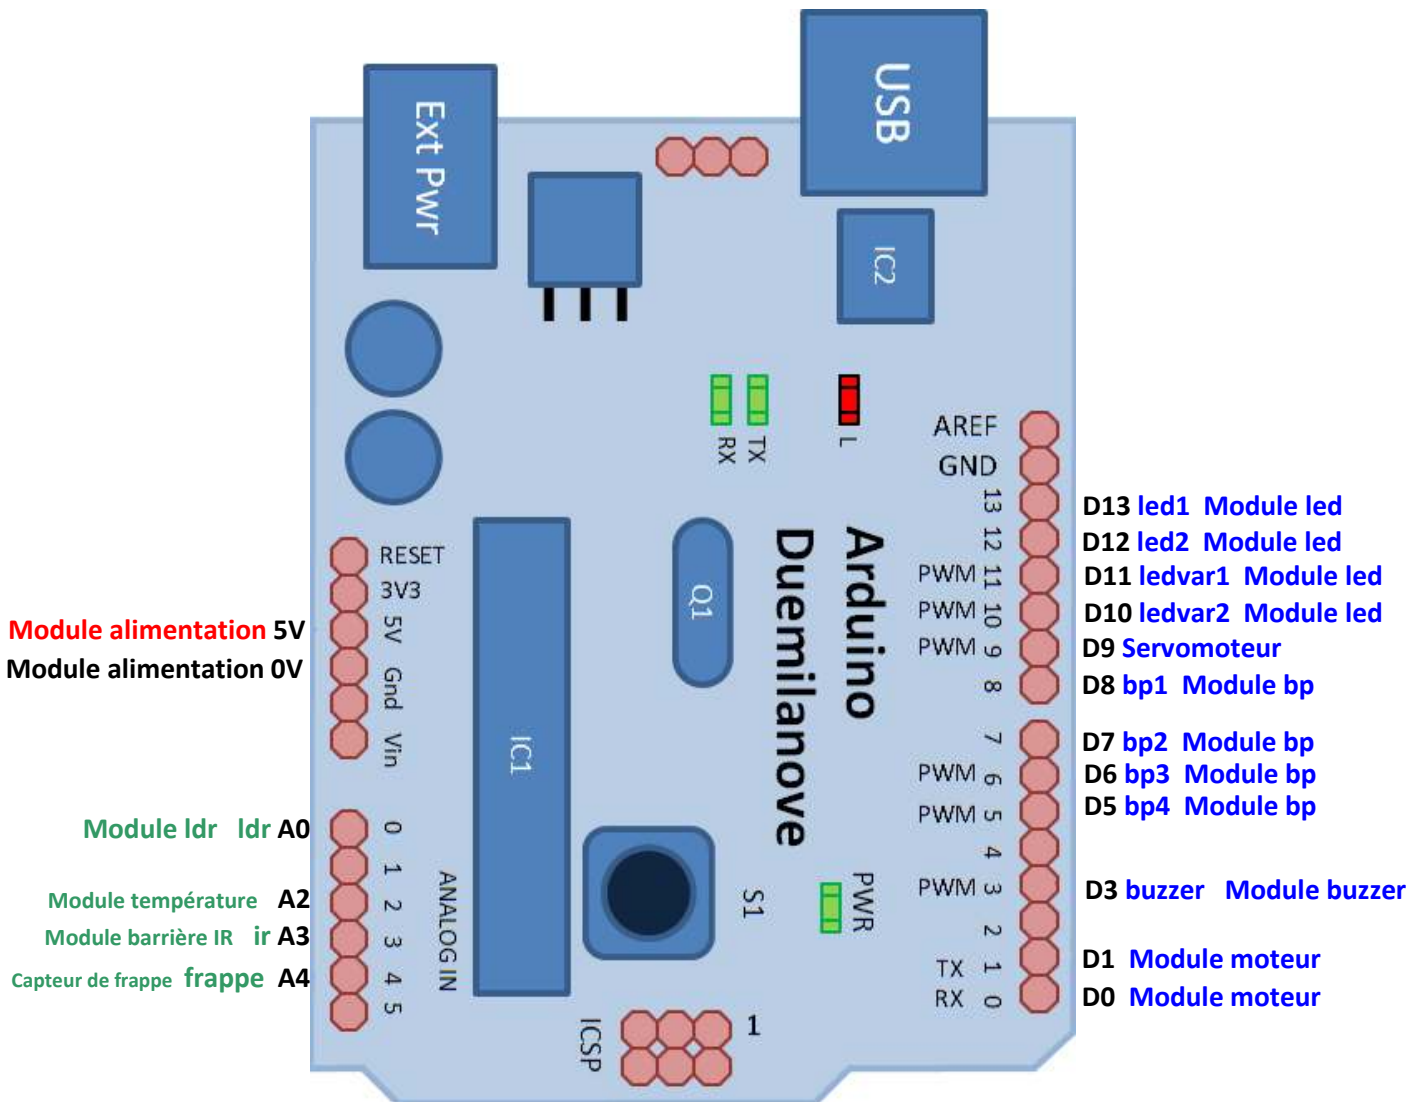 USB
Ext Pwr
IC2
RX
TX
L
AREF
GND
13
D13 led1 Module led
12
D12 led2 Module led
PWM 11
D11 ledvar1 Module led
PWM 10
D10 ledvar2 Module led
PWM 9
D9 Servomoteur
8
D8 bp1 Module bp
7
D7 bp2 Module bp
PWM 6
D6 bp3 Module bp
PWM 5
D5 bp4 Module bp
4
PWM 3
D3 buzzer Module buzzer
2
TX 1
D1 Module moteur
RX 0
D0 Module moteur
Arduino
Duemilanove
Q1
IC1
RESET
3V3
Module alimentation 5V
5V
Module alimentation 0V
Gnd
Vin
Module ldr ldr A0
0
1
Module température A2
2
Module barrière IR ir A3
3
Capteur de frappe frappe A4
4
5
ANALOG IN
S1
PWR
ICSP
1